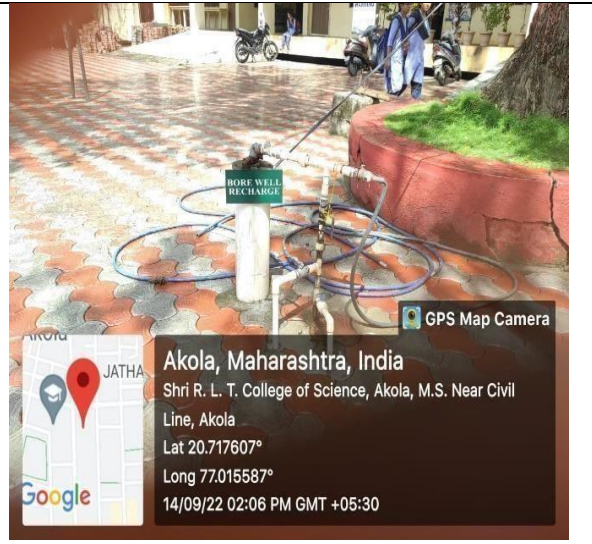 BORE WELL
RECHARGE
GPS Map Camera
JATHA
Google
Akola, Maharashtra, India
Shri R. L. T. College of Science, Akola, M.S. Near Civil
Line, Akola
Lat 20.717607°
Long 77.015587°
14/09/22 02:06 PM GMT +05:30